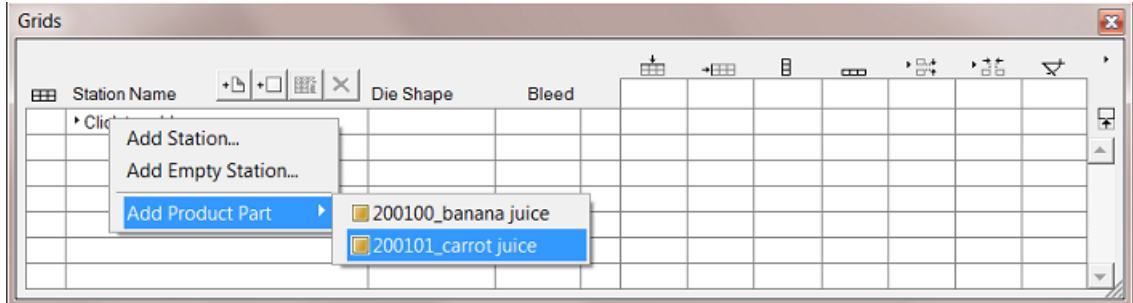 Grids
Station Name Die Shape Bleed
Add Station...
Add Empty Station...
Add Product Part
200100_banana juice
200101_carrot juice